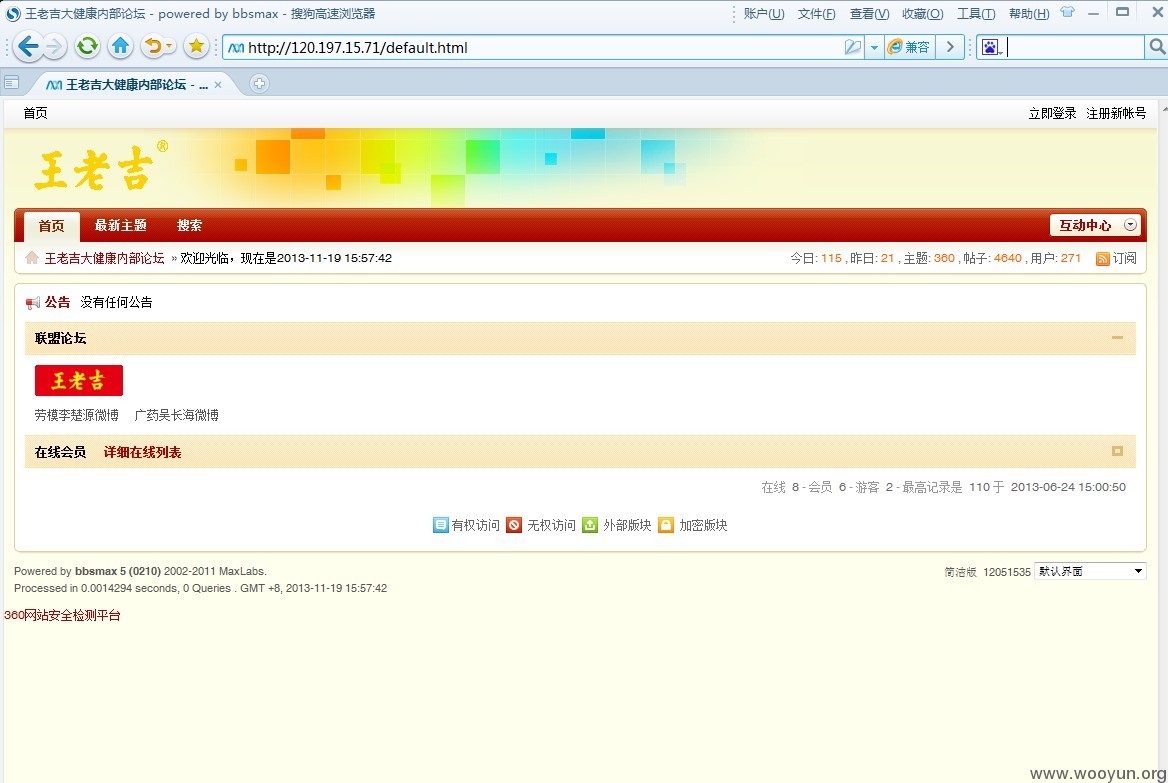 王老吉大健康内部论坛 - powered by bbsmax - 搜狗高速浏览器 账户(U) 文件(F) 查看(V) 收藏(O) 工具(T) 帮助(H)
http://120.197.15.71/default.html 兼容
王老吉大健康内部论坛 - ...
首页 立即登录 注册新帐号
王老吉®
首页 最新主题 搜索 互动中心
王老吉大健康内部论坛 » 欢迎光临，现在是2013-11-19 15:57:42 今日: 115 , 昨日: 21 , 主题: 360 , 帖子: 4640 , 用户: 271 订阅
公告 没有任何公告
联盟论坛
王老吉
劳模李楚源微博 广药吴长海微博
在线会员 详细在线列表
在线 8 - 会员 6 - 游客 2 - 最高记录是 110 于 2013-06-24 15:00:50
有权访问 无权访问 外部版块 加密版块
Powered by bbsmax 5 (0210) 2002-2011 MaxLabs. 简洁版 12051535 默认界面
Processed in 0.0014294 seconds, 0 Queries . GMT +8, 2013-11-19 15:57:42
360网站安全检测平台
www.wooyun.org